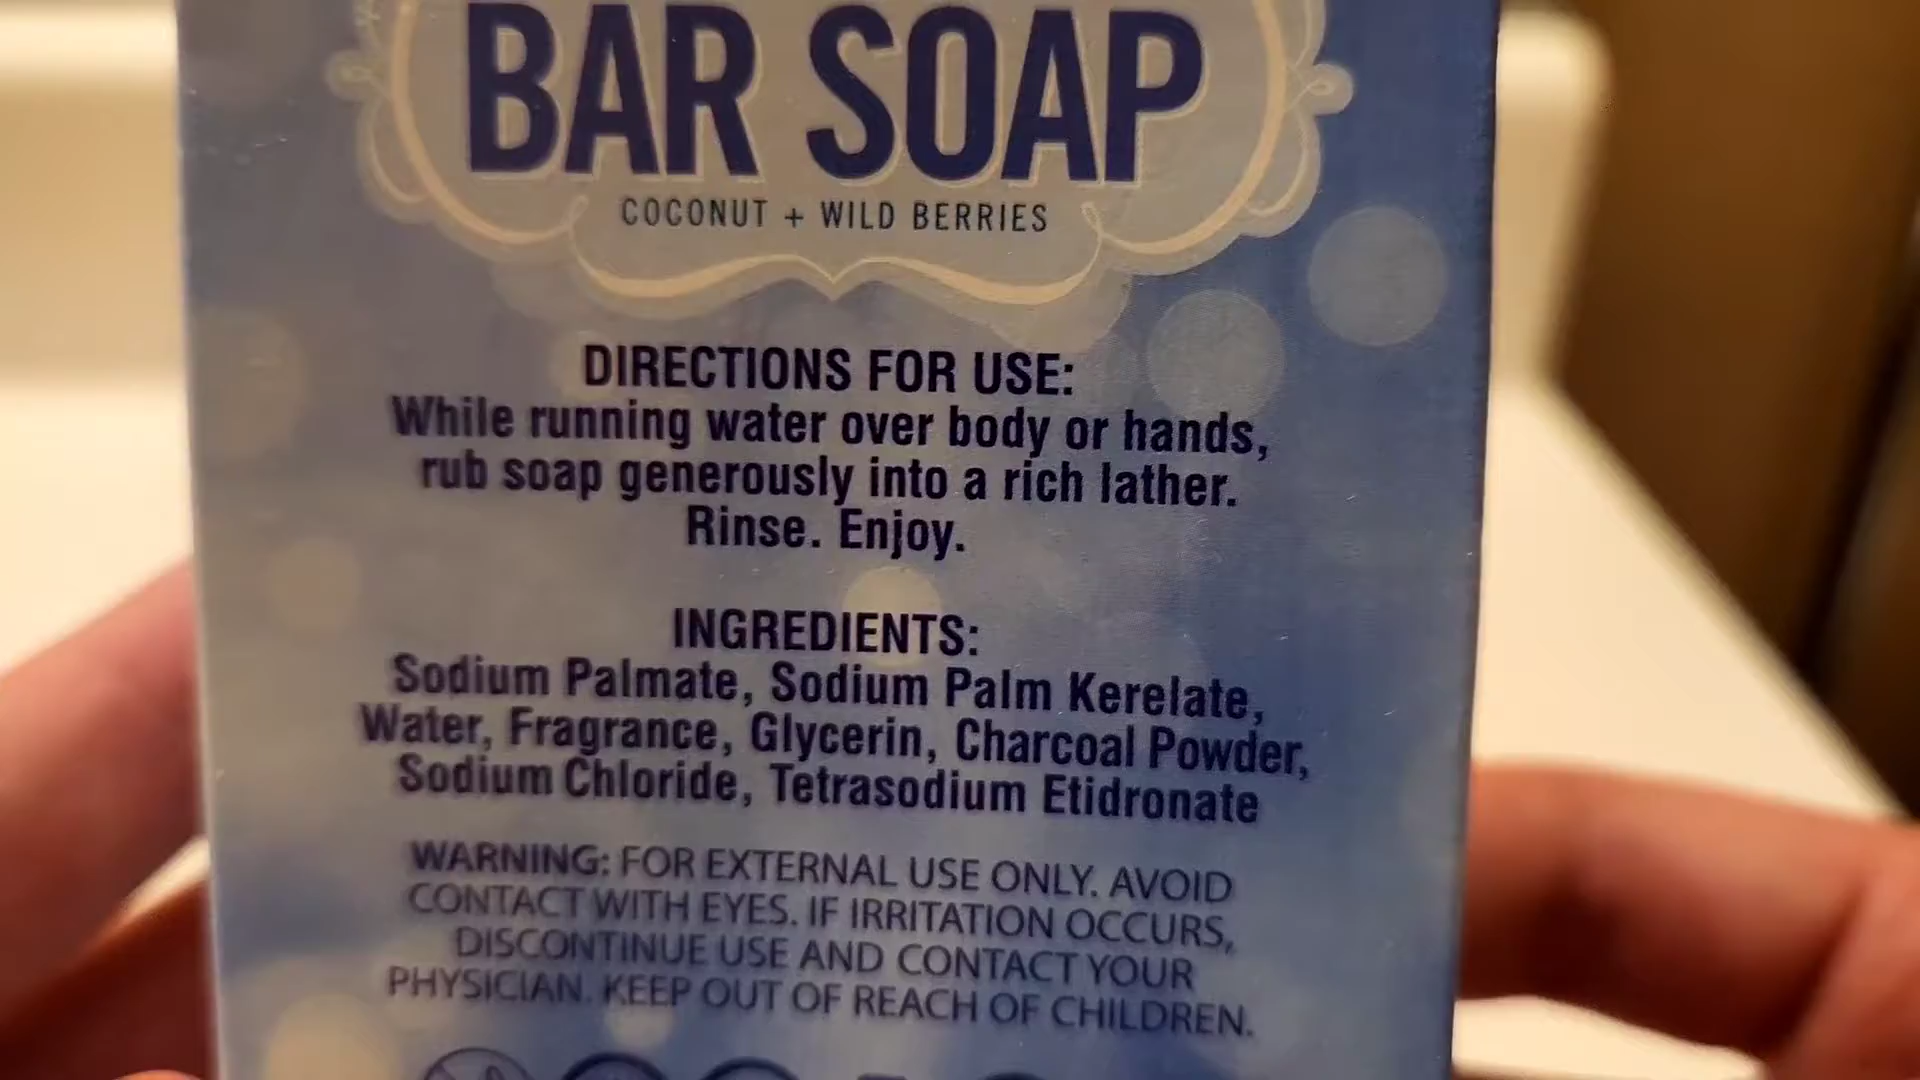 BAR SOAP
COCONUT + WILD BERRIES
DIRECTIONS FOR USE:
While running water over body or hands,
rub soap generously into a rich lather.
Rinse. Enjoy.
INGREDIENTS:
Sodium Palmate, Sodium Palm Kerelate,
Water, Fragrance, Glycerin, Charcoal Powder,
Sodium Chloride, Tetrasodium Etidronate
WARNING: FOR EXTERNAL USE ONLY. AVOID
CONTACT WITH EYES. IF IRRITATION OCCURS,
DISCONTINUE USE AND CONTACT YOUR
PHYSICIAN. KEEP OUT OF REACH OF CHILDREN.